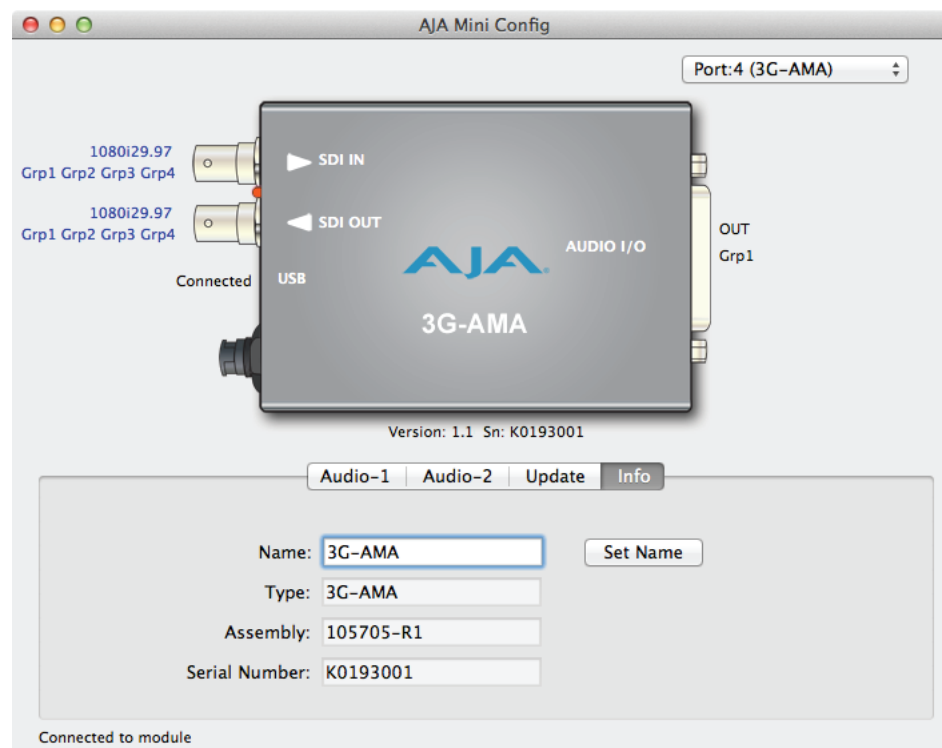 AJA Mini Config
Port:4 (3G-AMA)
1080i29.97
Grp1 Grp2 Grp3 Grp4
SDI IN
1080i29.97
Grp1 Grp2 Grp3 Grp4
SDI OUT
Connected
USB
AJA
AUDIO I/O
OUT
Grp1
3G-AMA
Version: 1.1 Sn: K0193001
Audio-1 Audio-2 Update Info
Name: 3G-AMA Set Name
Type: 3G-AMA
Assembly: 105705-R1
Serial Number: K0193001
Connected to module